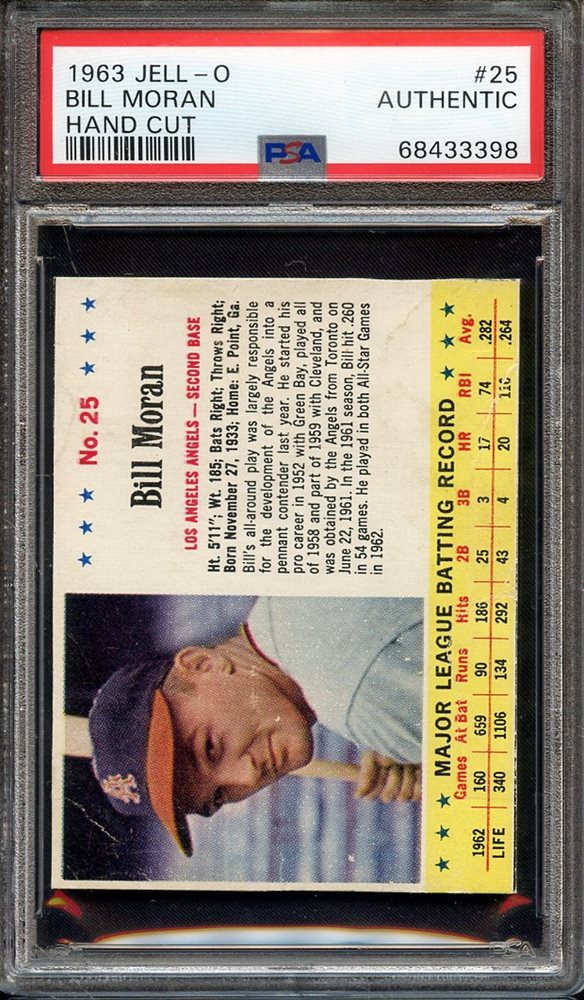 1963 JELL-O #25
BILL MORAN AUTHENTIC
HAND CUT
PSA 68433398
★ ★ ★ No. 25 ★ ★ ★
Bill Moran
LOS ANGELES ANGELS—SECOND BASE
Ht. 5'11"; Wt. 185; Bats Right; Throws Right;
Born November 27, 1933; Home: E. Point, Ga.
Bill's all-around play was largely responsible
for the development of the Angels into a
pennant contender last year. He started his
pro career in 1952 with Green Bay, played all
of 1958 and part of 1959 with Cleveland, and
was obtained by the Angels from Toronto on
June 22, 1961. In the 1961 season, Bill hit .260
in 54 games. He played in both All-Star Games
in 1962.
LA
★ ★ ★ MAJOR LEAGUE BATTING RECORD ★ ★ ★
Games At Bat Runs Hits 2B 3B HR RBI Avg.
1962 160 659 90 186 25 3 17 74 .282
LIFE 340 1106 134 292 43 4 20 .264
PSA